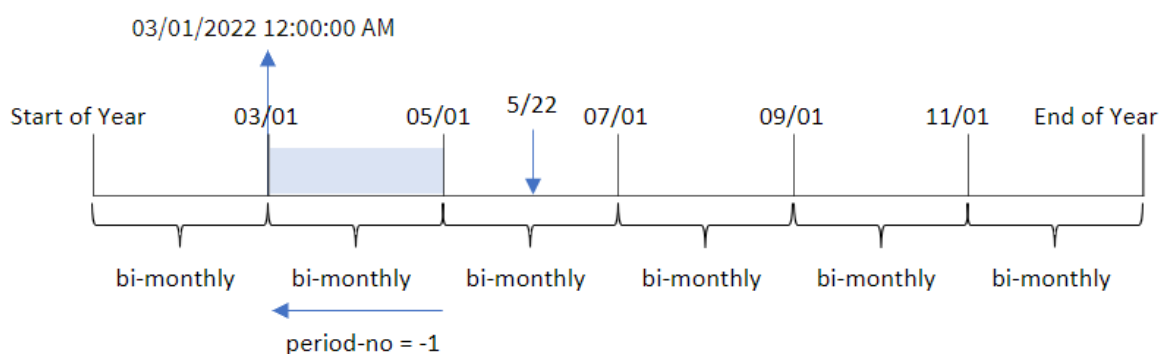 03/01/2022 12:00:00 AM
Start of Year 03/01 05/01 5/22 07/01 09/01 11/01 End of Year
bi-monthly bi-monthly bi-monthly bi-monthly bi-monthly bi-monthly
period-no = -1